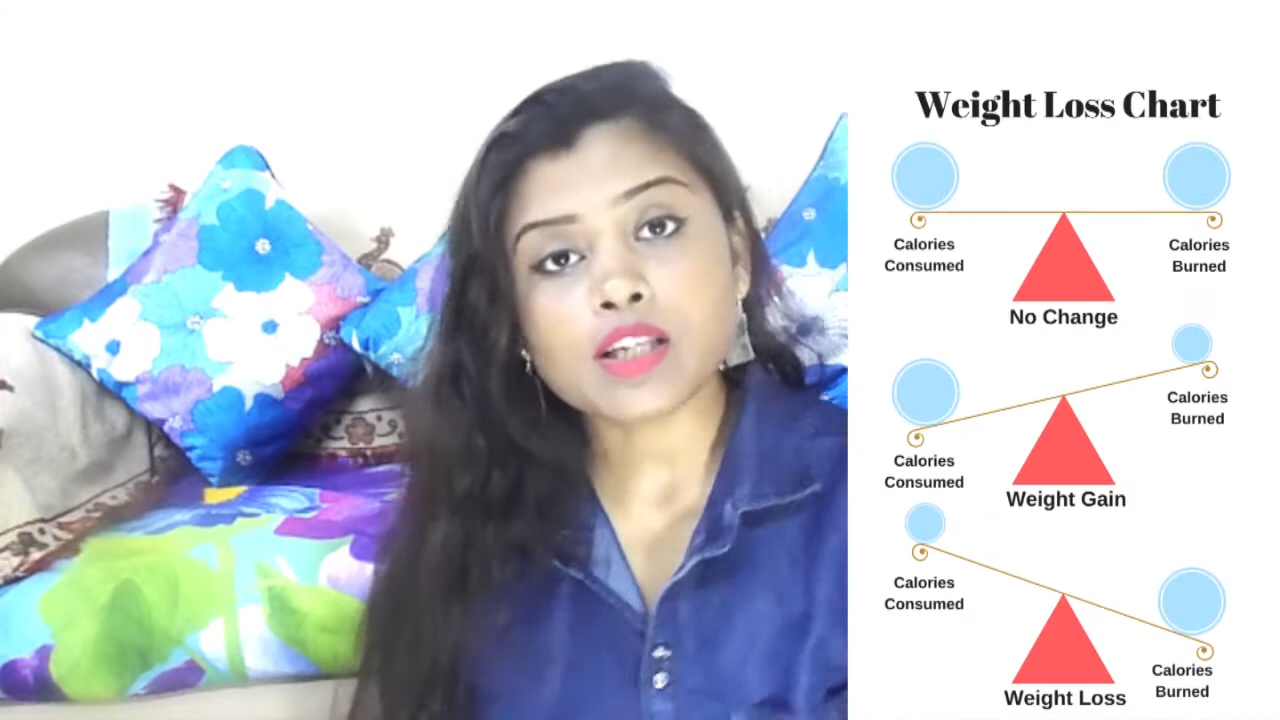 Weight Loss Chart
Calories
Consumed
Calories
Burned
No Change
Calories
Burned
Calories
Consumed
Weight Gain
Calories
Consumed
Calories
Burned
Weight Loss